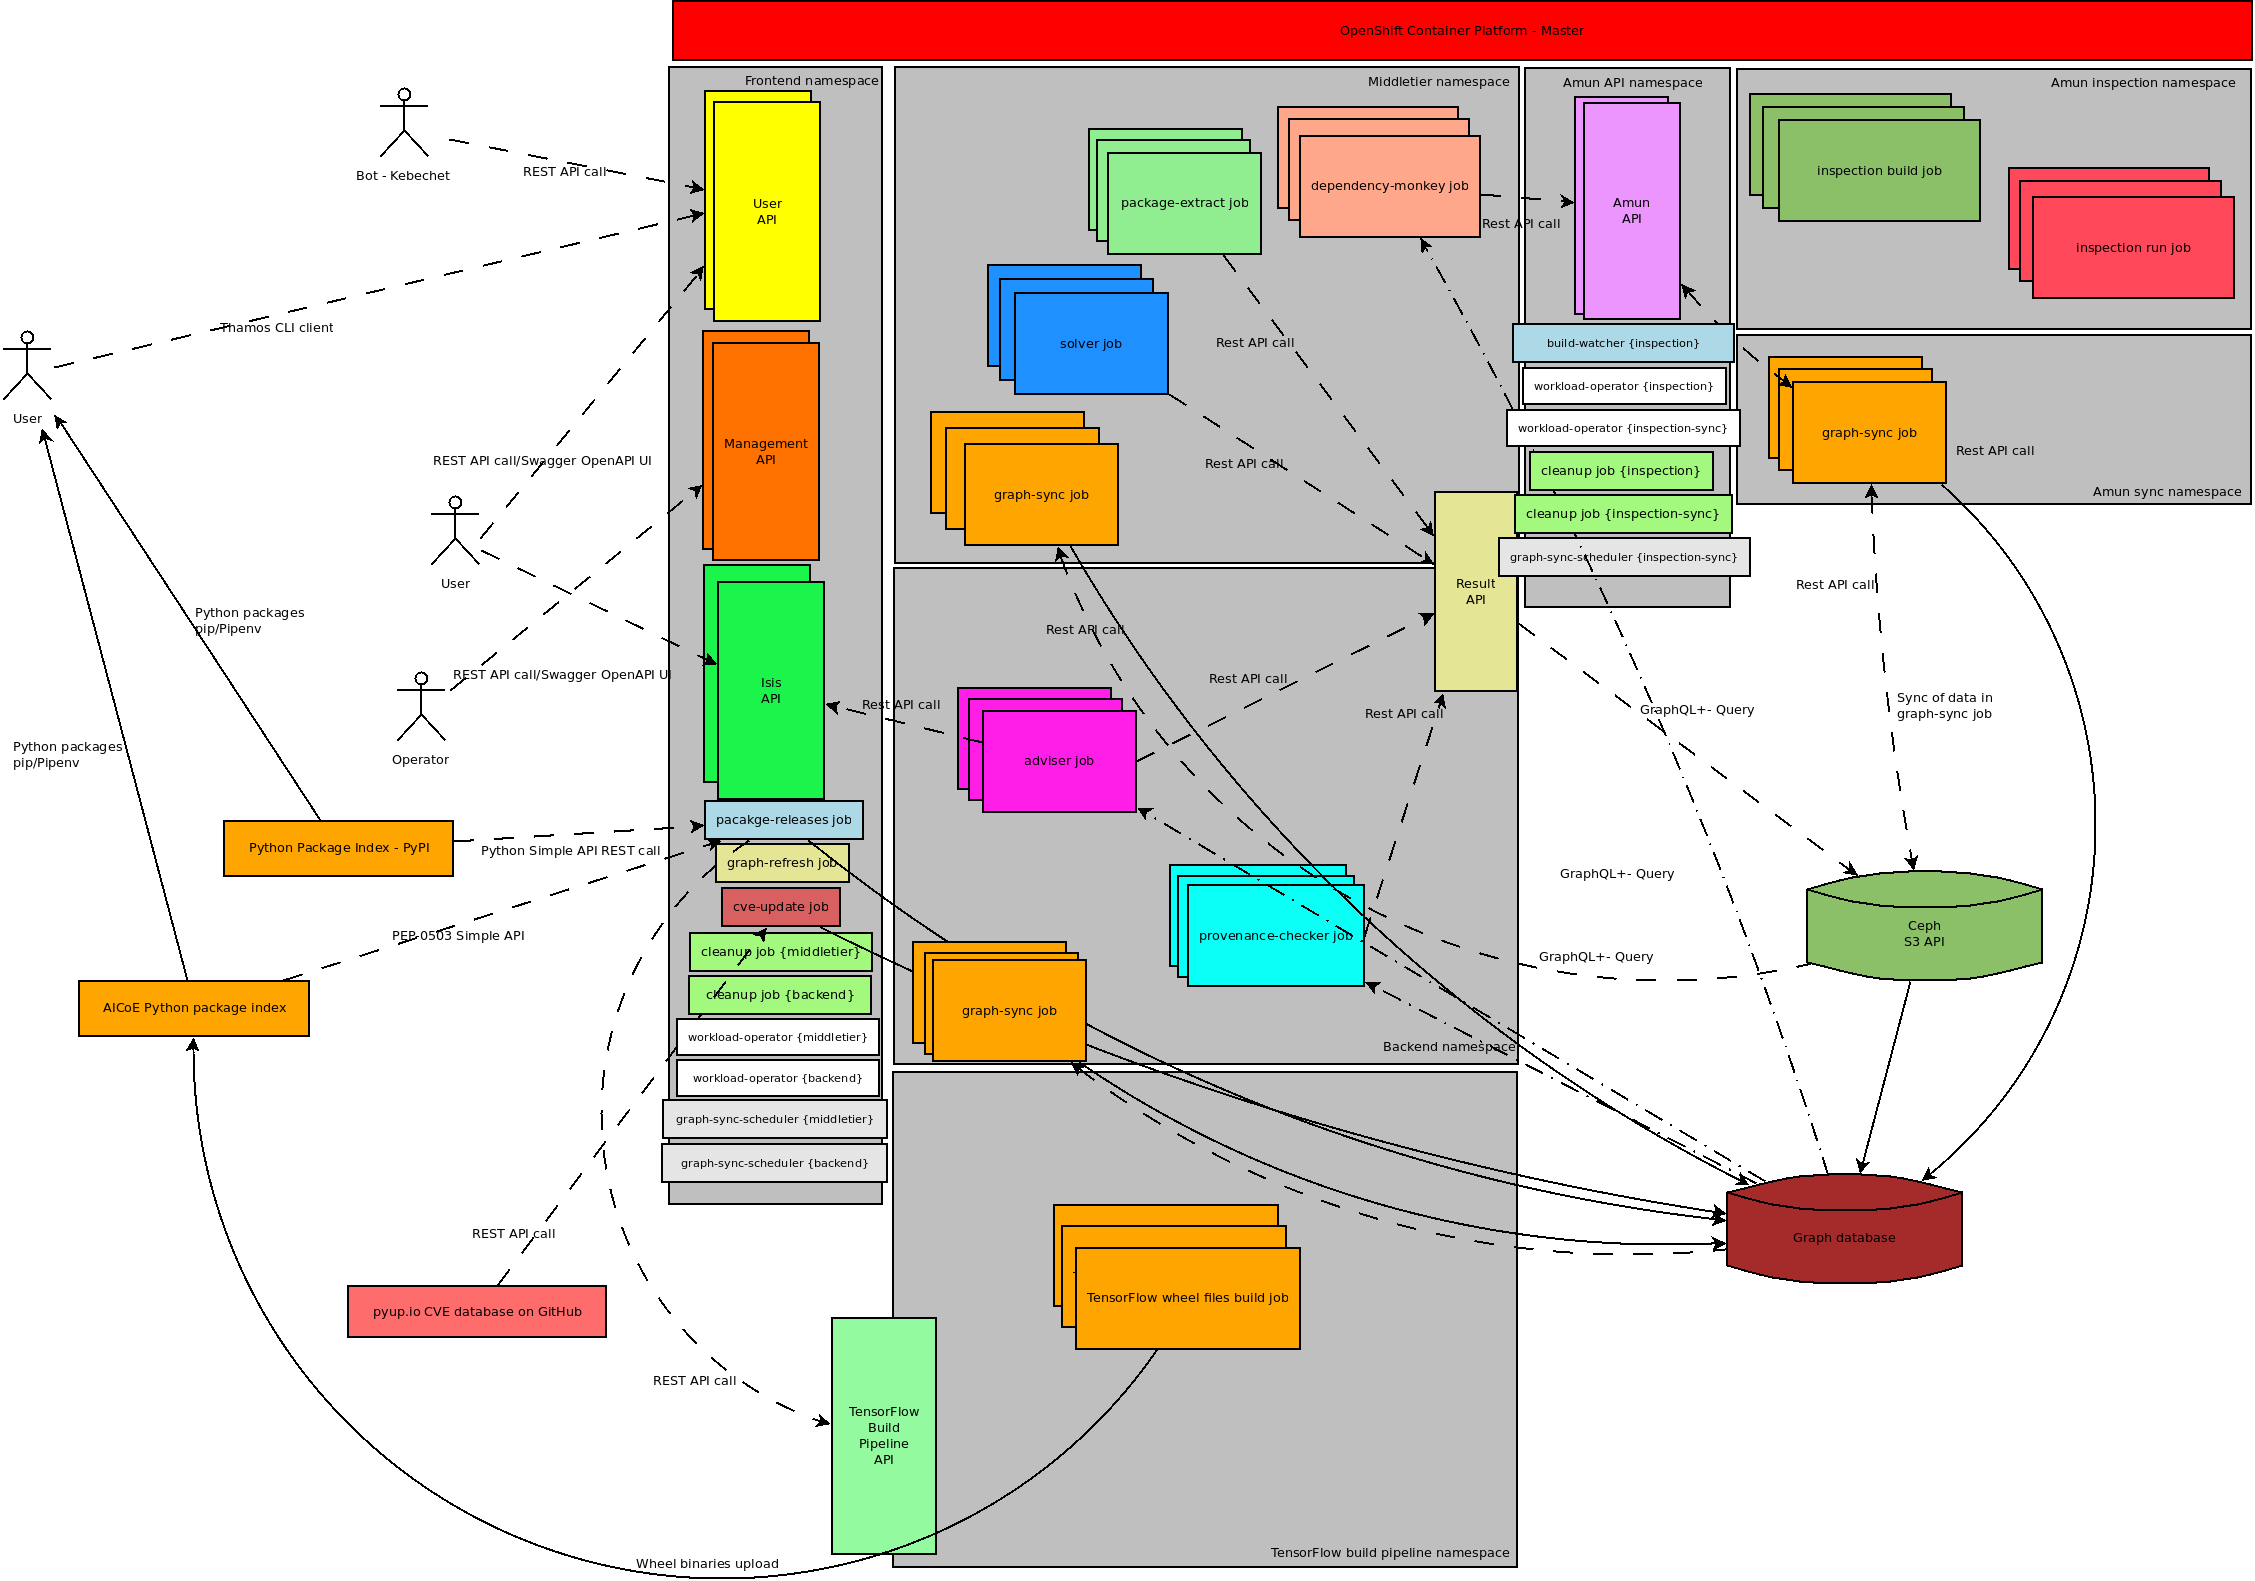 OpenShift Container Platform - Master
Frontend namespace
Middletier namespace
Amun API namespace
Amun inspection namespace
Bot - Kebechet
REST API call
User
API
package-extract job
dependency-monkey job
Rest API call
Amun
API
inspection build job
inspection run job
Thamos CLI client
User
solver job
Rest API call
build-watcher {inspection}
workload-operator {inspection}
workload-operator {inspection-sync}
cleanup job {inspection}
cleanup job {inspection-sync}
graph-sync-scheduler {inspection-sync}
graph-sync job
Rest API call
Amun sync namespace
REST API call/Swagger OpenAPI UI
Management
API
Rest API call
graph-sync job
User
Result
API
Rest API call
Python packages
pip/Pipenv
Rest API call
REST API call/Swagger OpenAPI UI
Isis
API
Rest API call
Rest API call
Rest API call
GraphQL+- Query
Sync of data in
graph-sync job
Operator
Python packages
pip/Pipenv
adviser job
pacakge-releases job
Python Package Index - PyPI
Python Simple API REST call
graph-refresh job
GraphQL+- Query
cve-update job
PEP-0503 Simple API
provenance-checker job
Ceph
S3 API
cleanup job {middletier}
GraphQL+- Query
cleanup job {backend}
AICoE Python package index
graph-sync job
workload-operator {middletier}
Backend namespace
workload-operator {backend}
graph-sync-scheduler {middletier}
graph-sync-scheduler {backend}
REST API call
Graph database
pyup.io CVE database on GitHub
TensorFlow wheel files build job
REST API call
TensorFlow
Build
Pipeline
API
TensorFlow build pipeline namespace
Wheel binaries upload